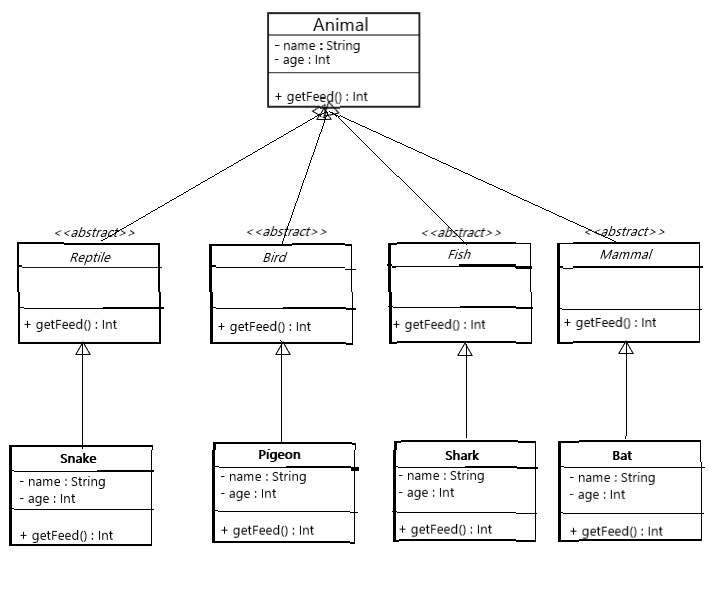 Animal
- name : String
- age : Int
+ getFeed() : Int
<<abstract>>
Reptile
+ getFeed() : Int
<<abstract>>
Bird
+ getFeed() : Int
<<abstract>>
Fish
+ getFeed() : Int
<<abstract>>
Mammal
+ getFeed() : Int
Snake
- name : String
- age : Int
+ getFeed() : Int
Pigeon
- name : String
- age : Int
+ getFeed() : Int
Shark
- name : String
- age : Int
+ getFeed() : Int
Bat
- name : String
- age : Int
+ getFeed() : Int